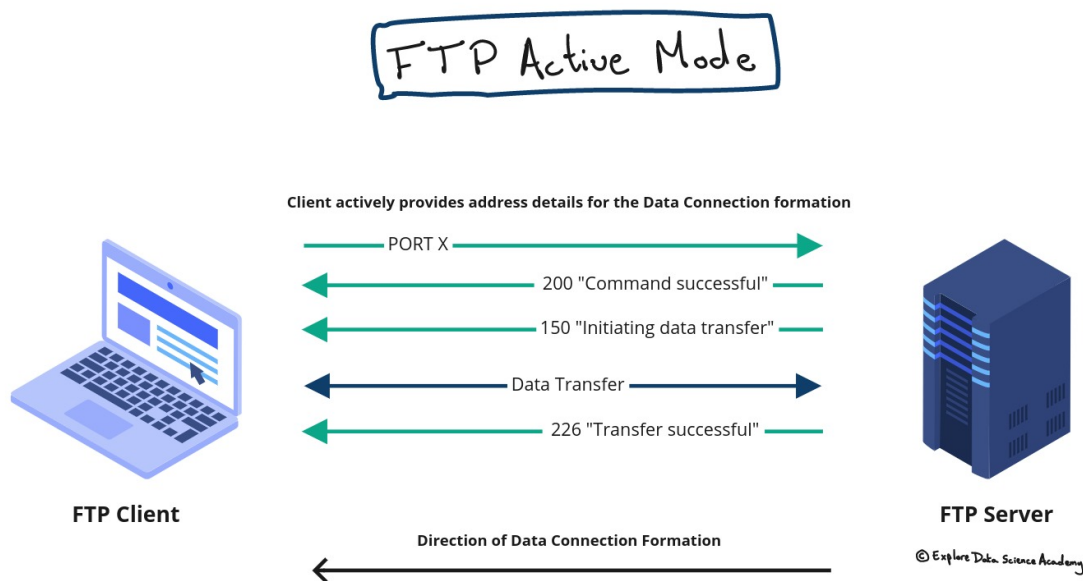 FTP Active Mode
Client actively provides address details for the Data Connection formation
PORT X
200 "Command successful"
150 "Initiating data transfer"
Data Transfer
226 "Transfer successful"
FTP Client
FTP Server
Direction of Data Connection Formation
© Explore Data Science Academy